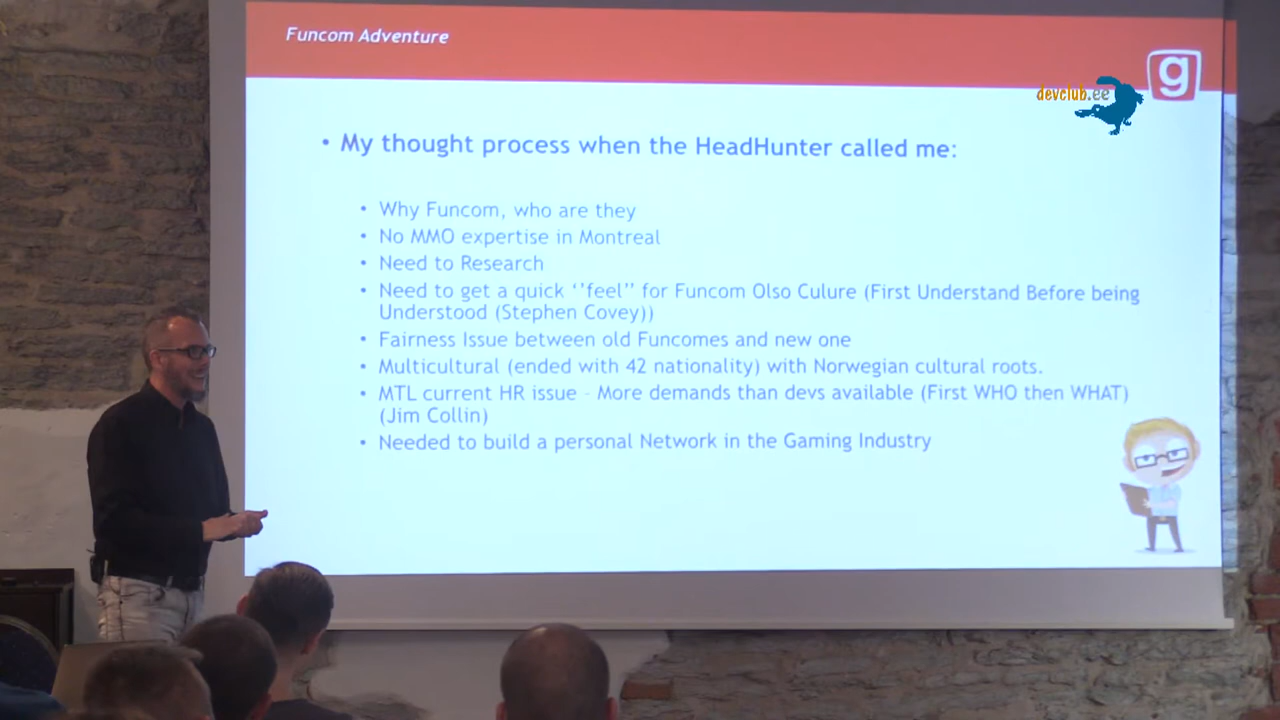 Funcom Adventure
g
devclub.ee
• My thought process when the HeadHunter called me:
• Why Funcom, who are they
• No MMO expertise in Montreal
• Need to Research
• Need to get a quick ‘’feel’’ for Funcom Olso Culure (First Understand Before being
Understood (Stephen Covey))
• Fairness Issue between old Funcomes and new one
• Multicultural (ended with 42 nationality) with Norwegian cultural roots.
• MTL current HR issue – More demands than devs available (First WHO then WHAT)
(Jim Collin)
• Needed to build a personal Network in the Gaming Industry